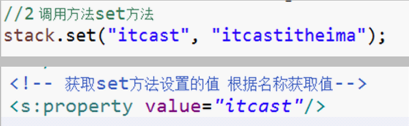 //2 调用方法set方法
stack.set("itcast", "itcastitheima");
<!-- 获取set方法设置的值 根据名称获取值-->
<s:property value="itcast"/>